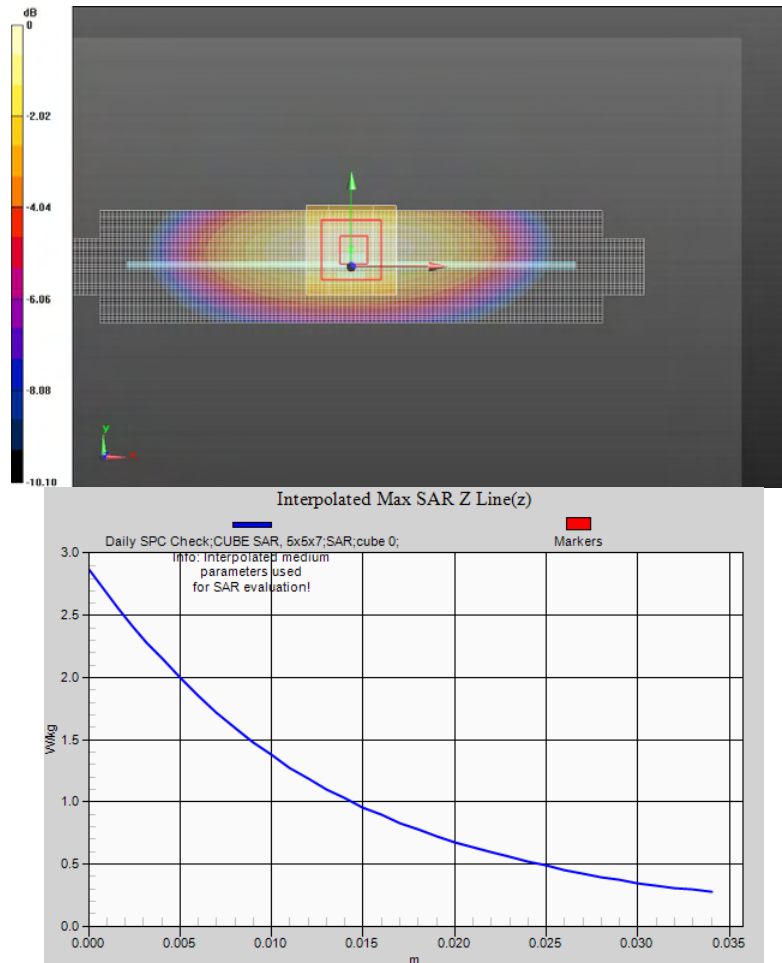 dB
0
-2.02
-4.04
-6.06
-8.08
-10.10
y
x
Interpolated Max SAR Z Line(z)
Daily SPC Check;CUBE SAR, 5x5x7;SAR;cube 0;
Info: Interpolated medium
parameters used
for SAR evaluation!
Markers
3.0
2.5
2.0
1.5
1.0
0.5
0.0
W/kg
0.000 0.005 0.010 0.015 0.020 0.025 0.030 0.035
m